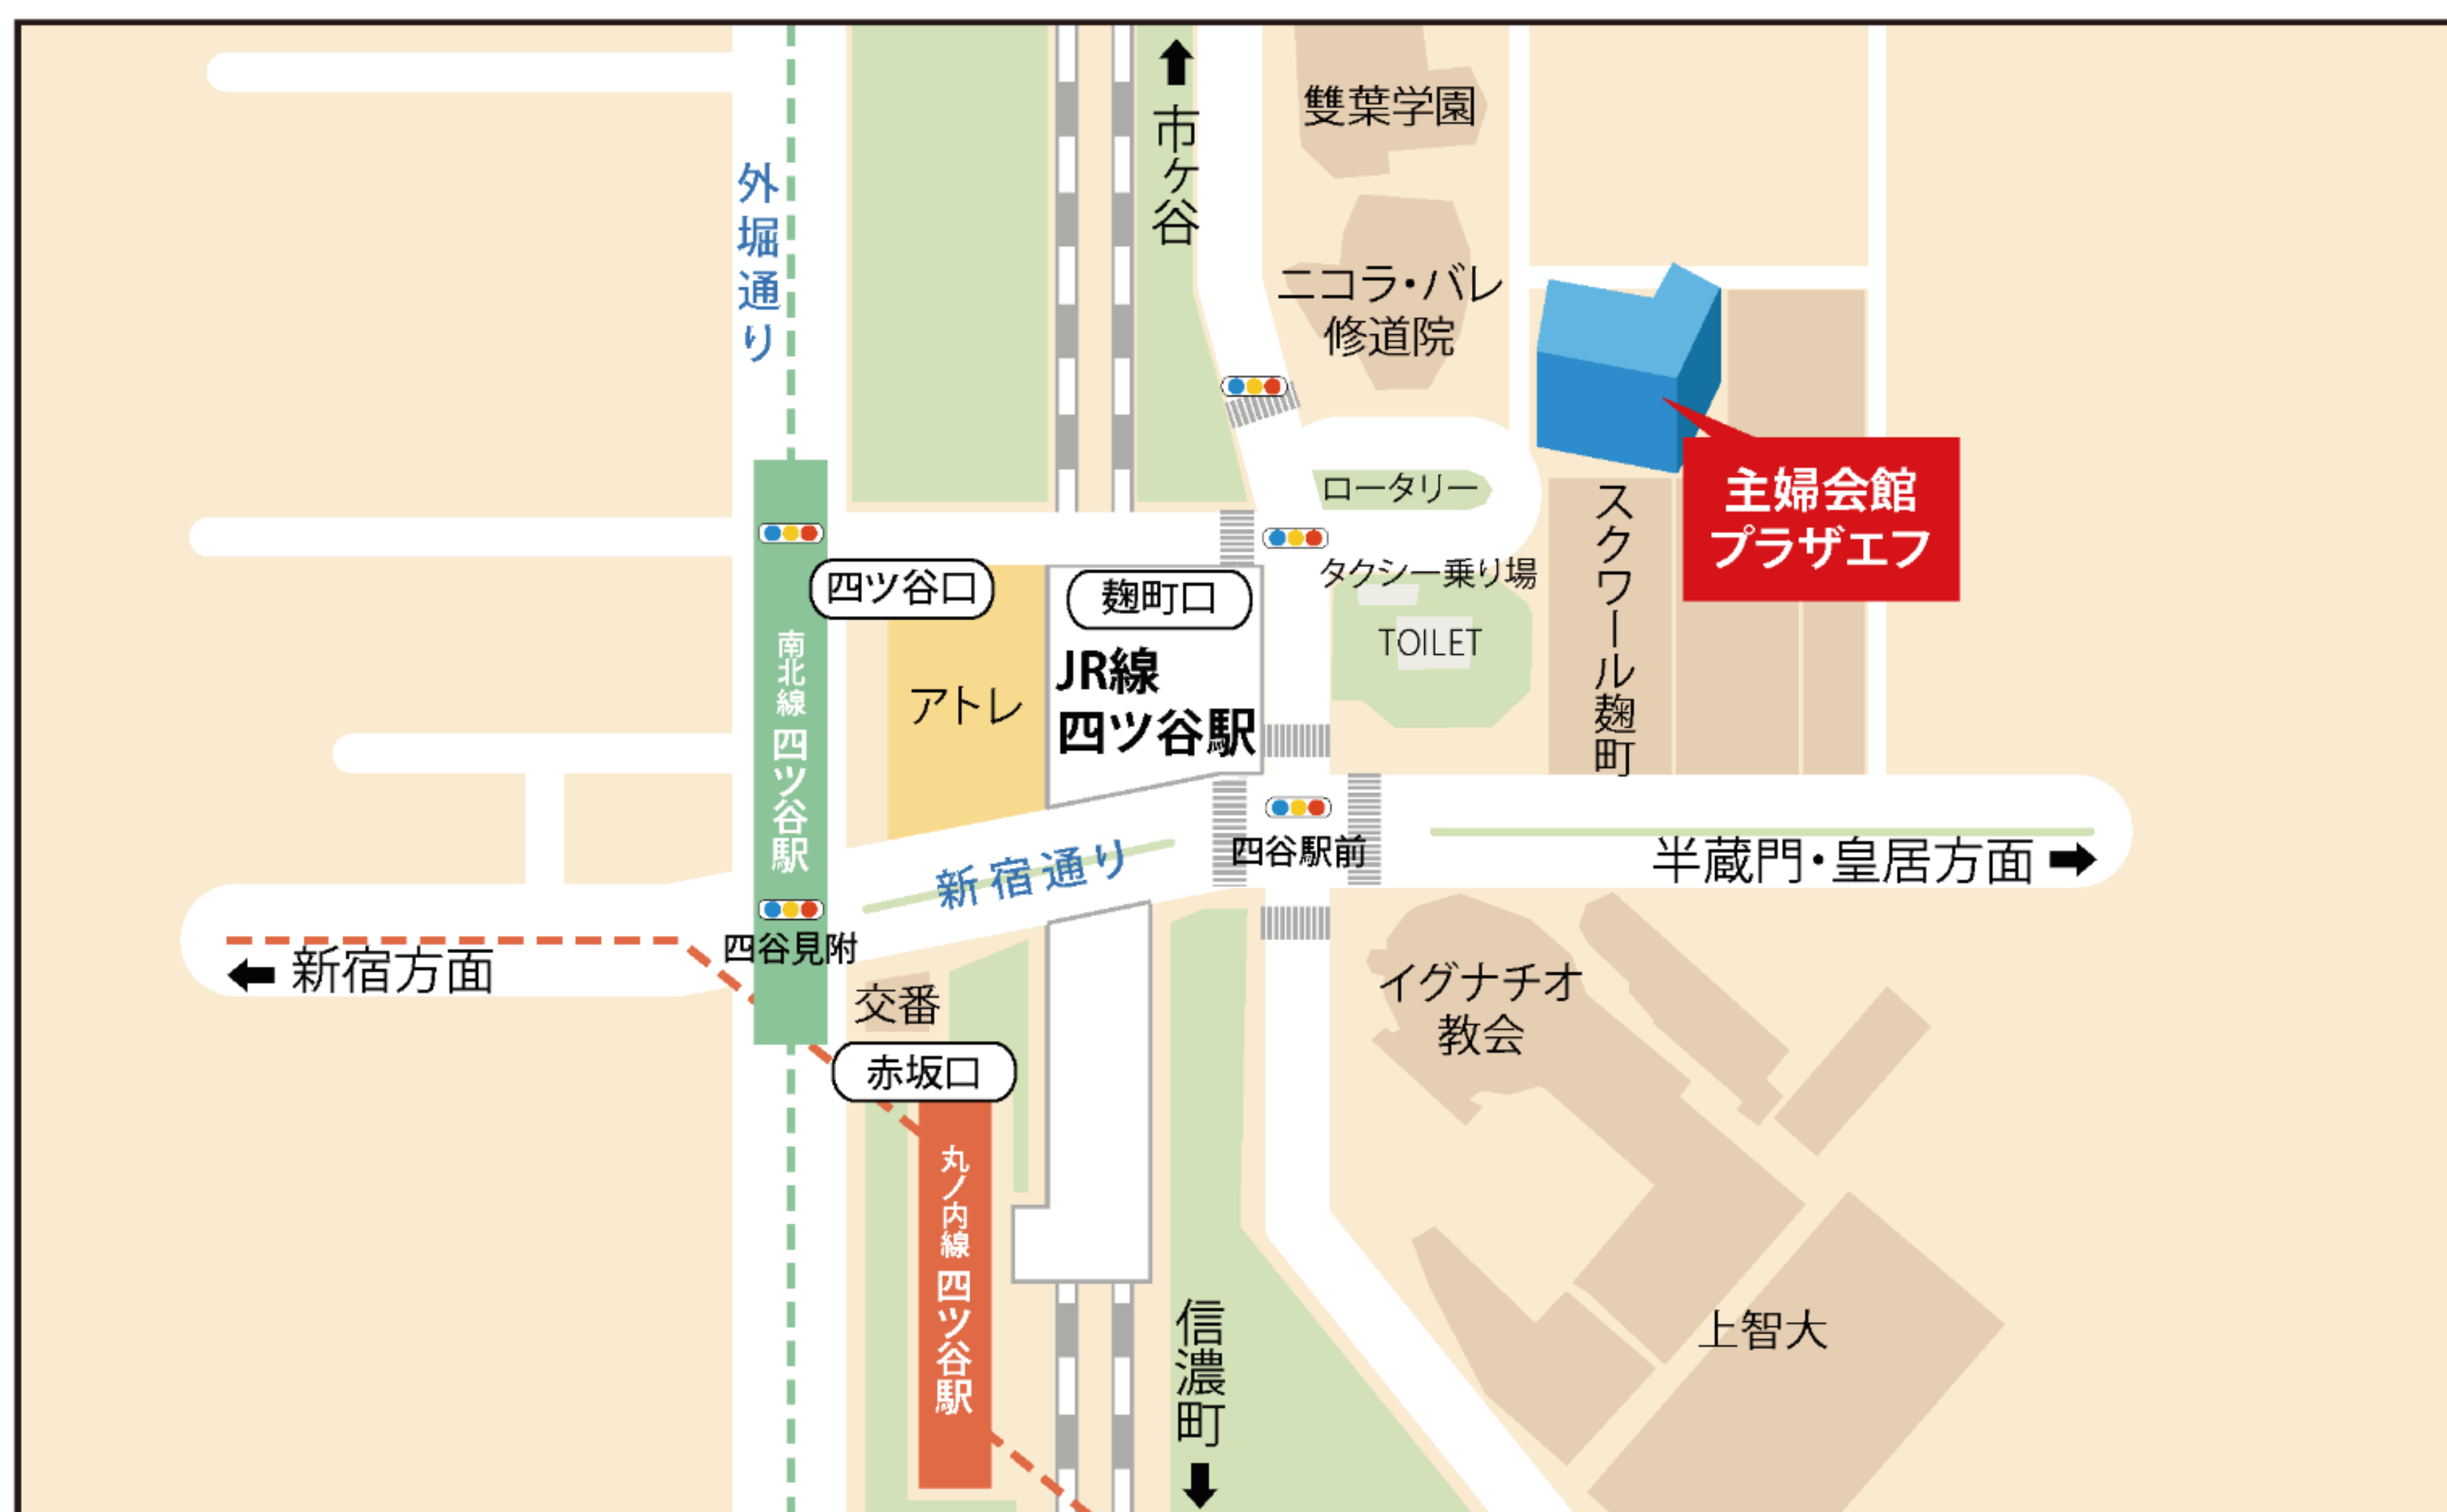 市ケ谷
雙葉学園
外堀通り
ニコラ・バレ
修道院
ロータリー
主婦会館
プラザエフ
スクワール麹町
タクシー乗り場
TOILET
四ツ谷口
麹町口
JR線
四ツ谷駅
アトレ
南北線 四ツ谷駅
四谷駅前
新宿通り
半蔵門・皇居方面
四谷見附
新宿方面
交番
イグナチオ
教会
赤坂口
丸ノ内線 四ツ谷駅
信濃町
上智大